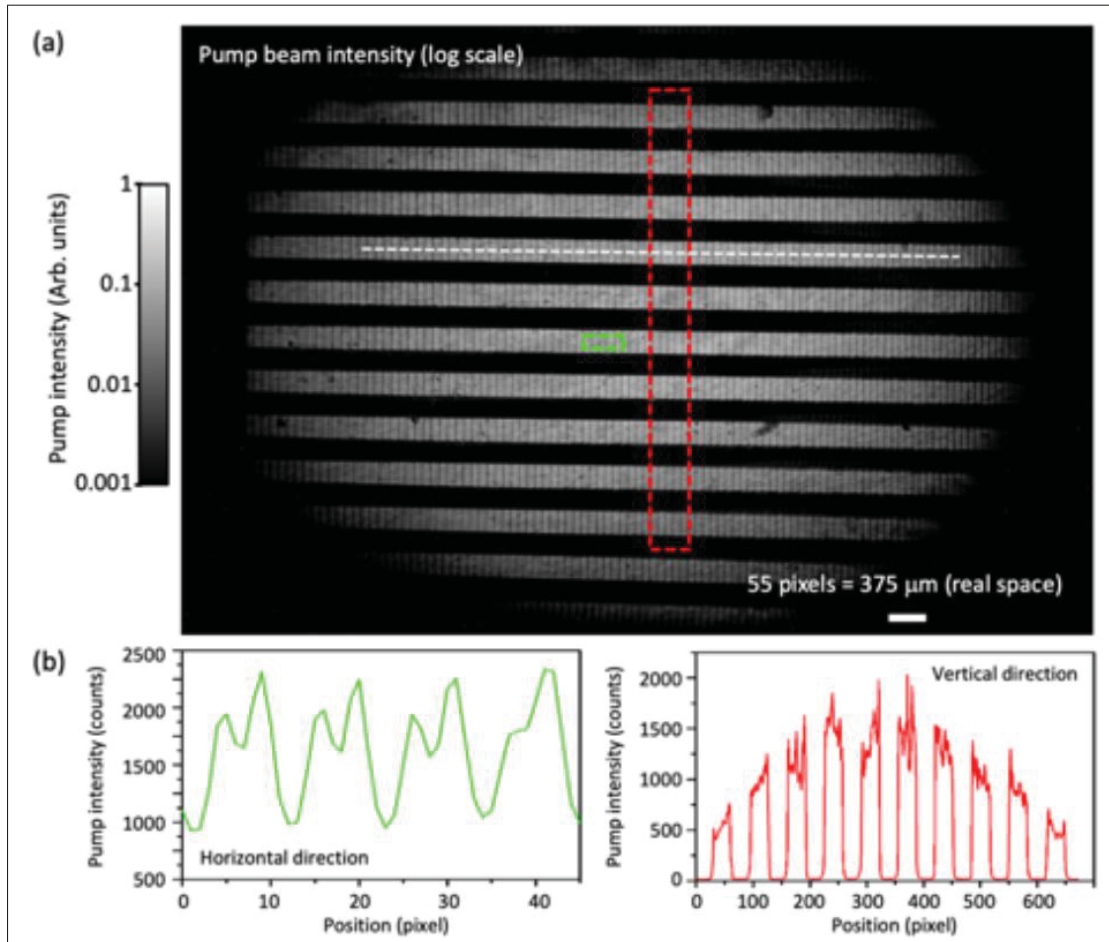 (a)
Pump beam intensity (log scale)
Pump intensity (Arb. units)
1
0.1
0.01
0.001
55 pixels = 375 μm (real space)
(b)
Pump intensity (counts)
2500
2000
1500
1000
500
Horizontal direction
0 10 20 30 40
Position (pixel)
Pump intensity (counts)
2000
1500
1000
500
0
Vertical direction
0 100 200 300 400 500 600
Position (pixel)